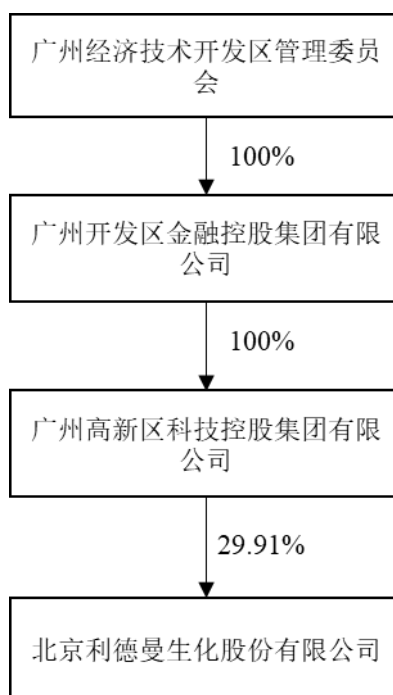 广州经济技术开发区管理委员
会
100%
广州开发区金融控股集团有限
公司
100%
广州高新区科技控股集团有限
公司
29.91%
北京利德曼生化股份有限公司